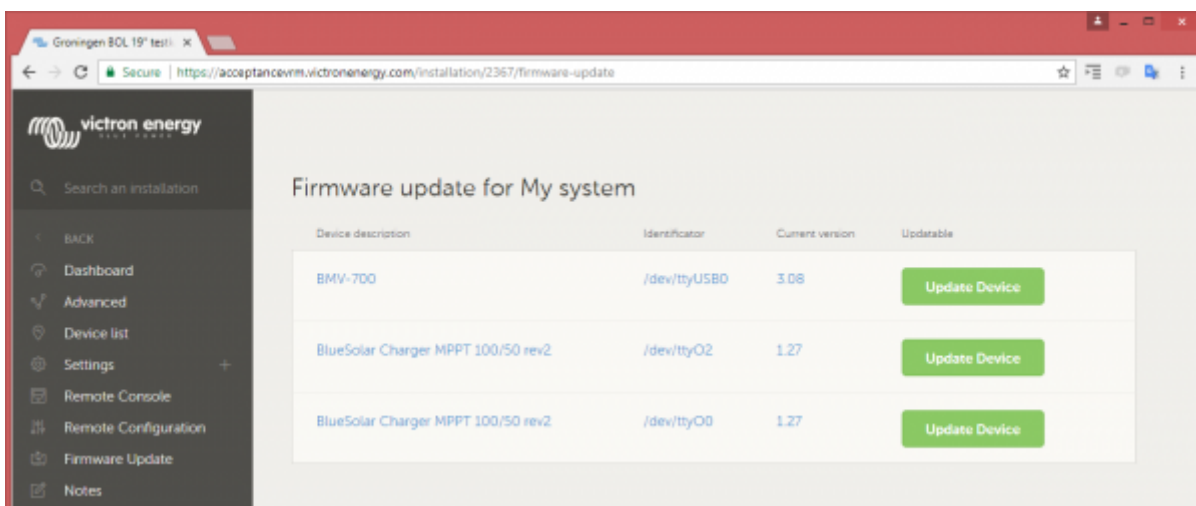 Groningen BOL 19" testi
Secure https://acceptancevrm.victronenergy.com/installation/2367/firmware-update
victron energy
BLUE POWER
Search an installation
Firmware update for My system
Device description Identificator Current version Updatable
BACK
Dashboard
BMV-700 /dev/ttyUSB0 3.08 Update Device
Advanced
Device list
BlueSolar Charger MPPT 100/50 rev2 /dev/ttyO2 1.27 Update Device
Settings
Remote Console
Remote Configuration
BlueSolar Charger MPPT 100/50 rev2 /dev/ttyO0 1.27 Update Device
Firmware Update
Notes